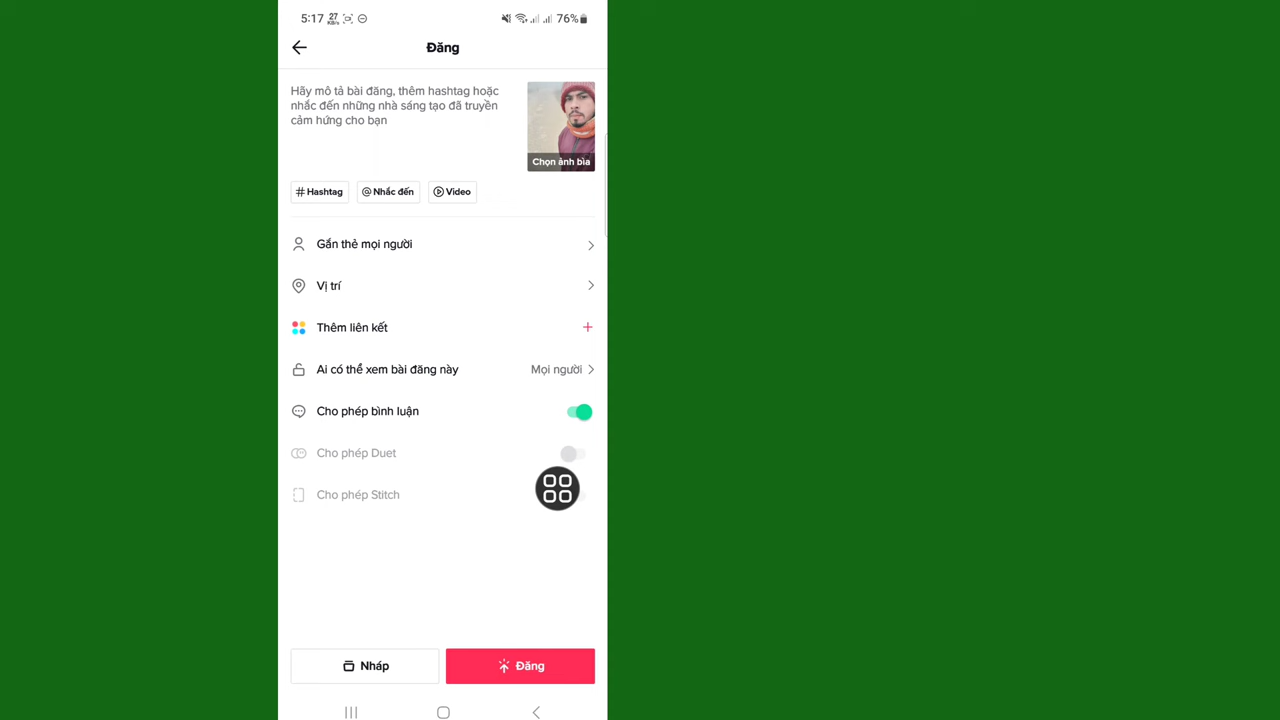 5:17 27 KB/s 76%
Đăng
Hãy mô tả bài đăng, thêm hashtag hoặc
nhắc đến những nhà sáng tạo đã truyền
cảm hứng cho bạn
Chọn ảnh bìa
Hashtag @ Nhắc đến Video
Gắn thẻ mọi người
Vị trí
Thêm liên kết
Ai có thể xem bài đăng này Mọi người
Cho phép bình luận
Cho phép Duet
Cho phép Stitch
Nháp Đăng